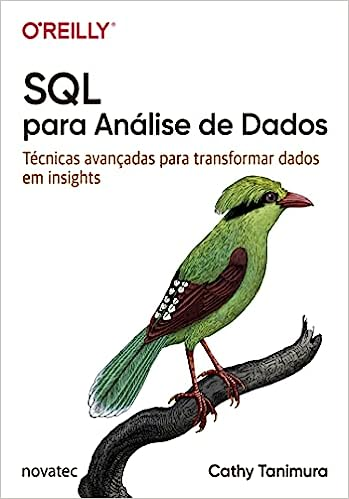 O'REILLY®
SQL
para Análise de Dados
Técnicas avançadas para transformar dados
em insights
novatec
Cathy Tanimura